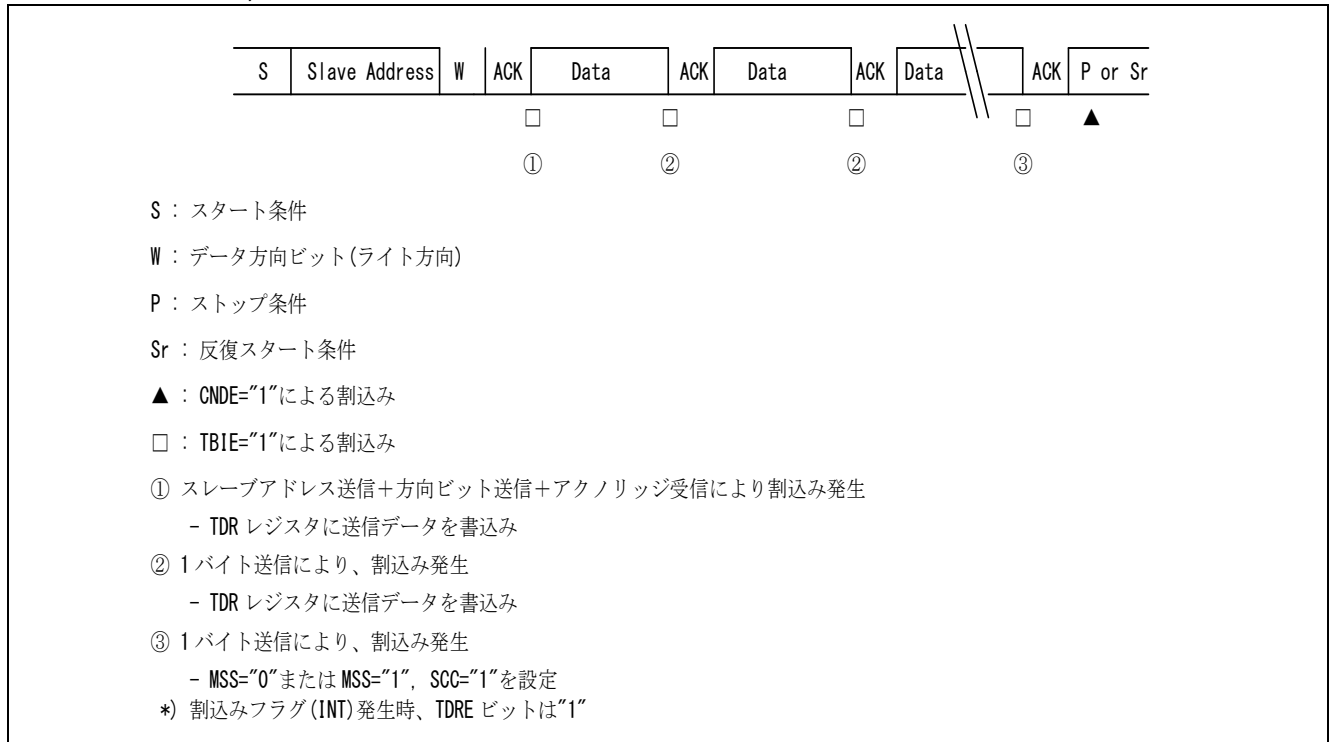 S Slave Address W ACK Data ACK Data ACK Data ACK P or Sr
□ □ □ □ ▲
① ② ② ③
S : スタート条件
W : データ方向ビット(ライト方向)
P : ストップ条件
Sr : 反復スタート条件
▲ : CNDE="1"による割込み
□ : TBIE="1"による割込み
① スレーブアドレス送信+方向ビット送信+アクノリッジ受信により割込み発生
- TDR レジスタに送信データを書込み
② 1 バイト送信により、割込み発生
- TDR レジスタに送信データを書込み
③ 1 バイト送信により、割込み発生
- MSS="0"または MSS="1", SCC="1"を設定
*) 割込みフラグ(INT)発生時、TDRE ビットは"1"